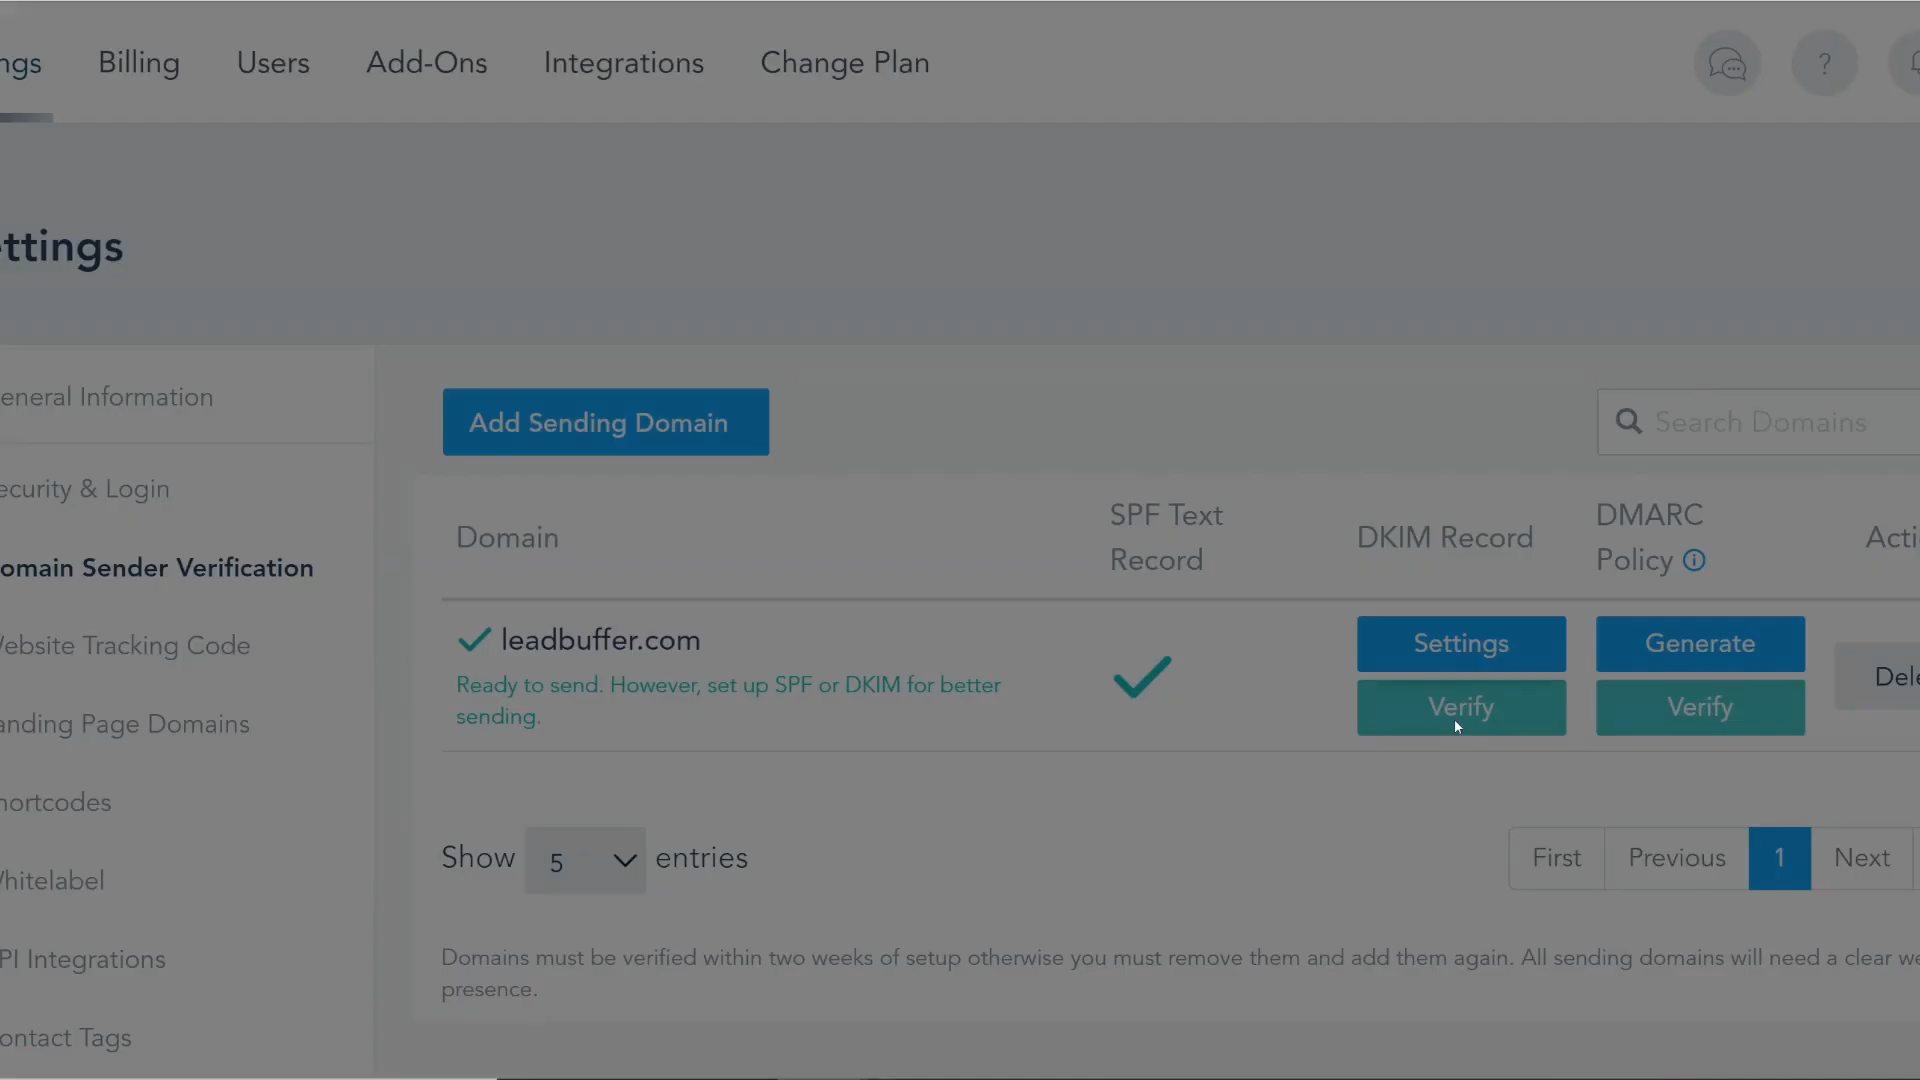 ngs Billing Users Add-Ons Integrations Change Plan ?
ttings
eneral Information
ecurity & Login
omain Sender Verification
ebsite Tracking Code
anding Page Domains
hortcodes
hitelabel
PI Integrations
ontact Tags
Add Sending Domain
Search Domains
Domain
SPF Text
Record
DKIM Record
DMARC
Policy
Acti
leadbuffer.com
Ready to send. However, set up SPF or DKIM for better
sending.
Settings
Verify
Generate
Verify
Dele
Show 5 entries
First Previous 1 Next
Domains must be verified within two weeks of setup otherwise you must remove them and add them again. All sending domains will need a clear we
presence.